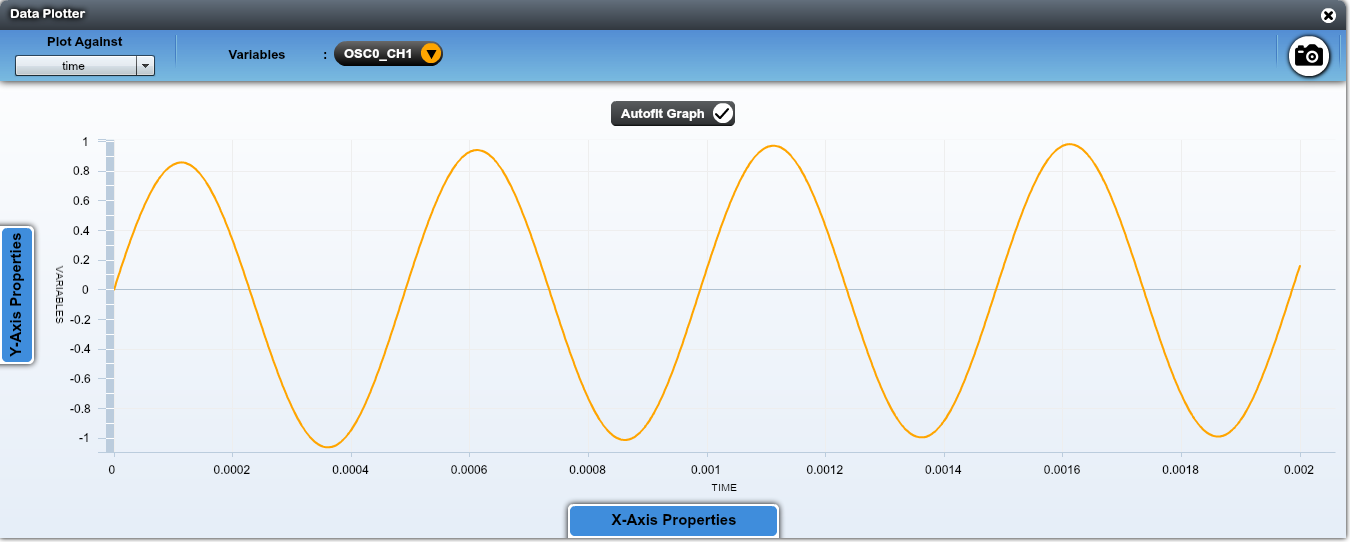 Data Plotter
Plot Against
time
Variables : OSC0_CH1
Autofit Graph
Y-Axis Properties
VARIABLES
1
0.8
0.6
0.4
0.2
0
-0.2
-0.4
-0.6
-0.8
-1
0 0.0002 0.0004 0.0006 0.0008 0.001 0.0012 0.0014 0.0016 0.0018 0.002
TIME
X-Axis Properties